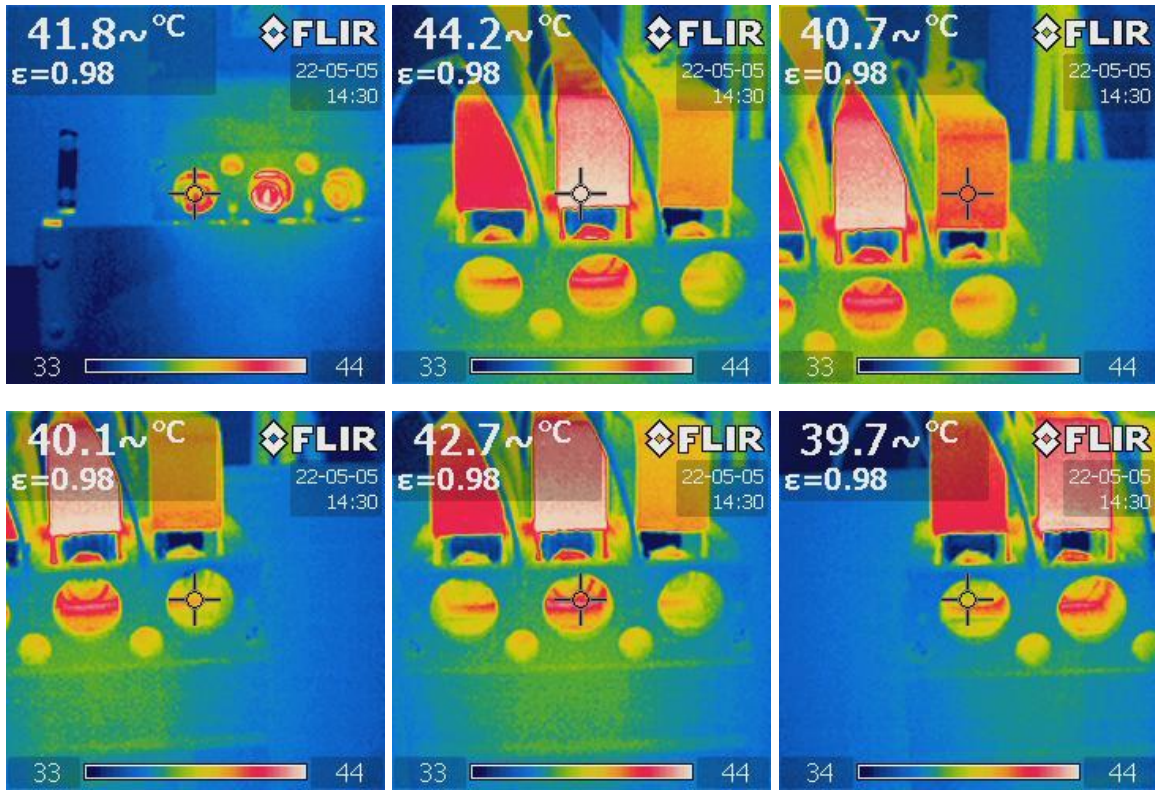 41.8~°C FLIR
ε=0.98 22-05-05
14:30
33 44
44.2~°C FLIR
ε=0.98 22-05-05
14:30
33 44
40.7~°C FLIR
ε=0.98 22-05-05
14:30
33 44
40.1~°C FLIR
ε=0.98 22-05-05
14:30
33 44
42.7~°C FLIR
ε=0.98 22-05-05
14:30
33 44
39.7~°C FLIR
ε=0.98 22-05-05
14:30
34 44